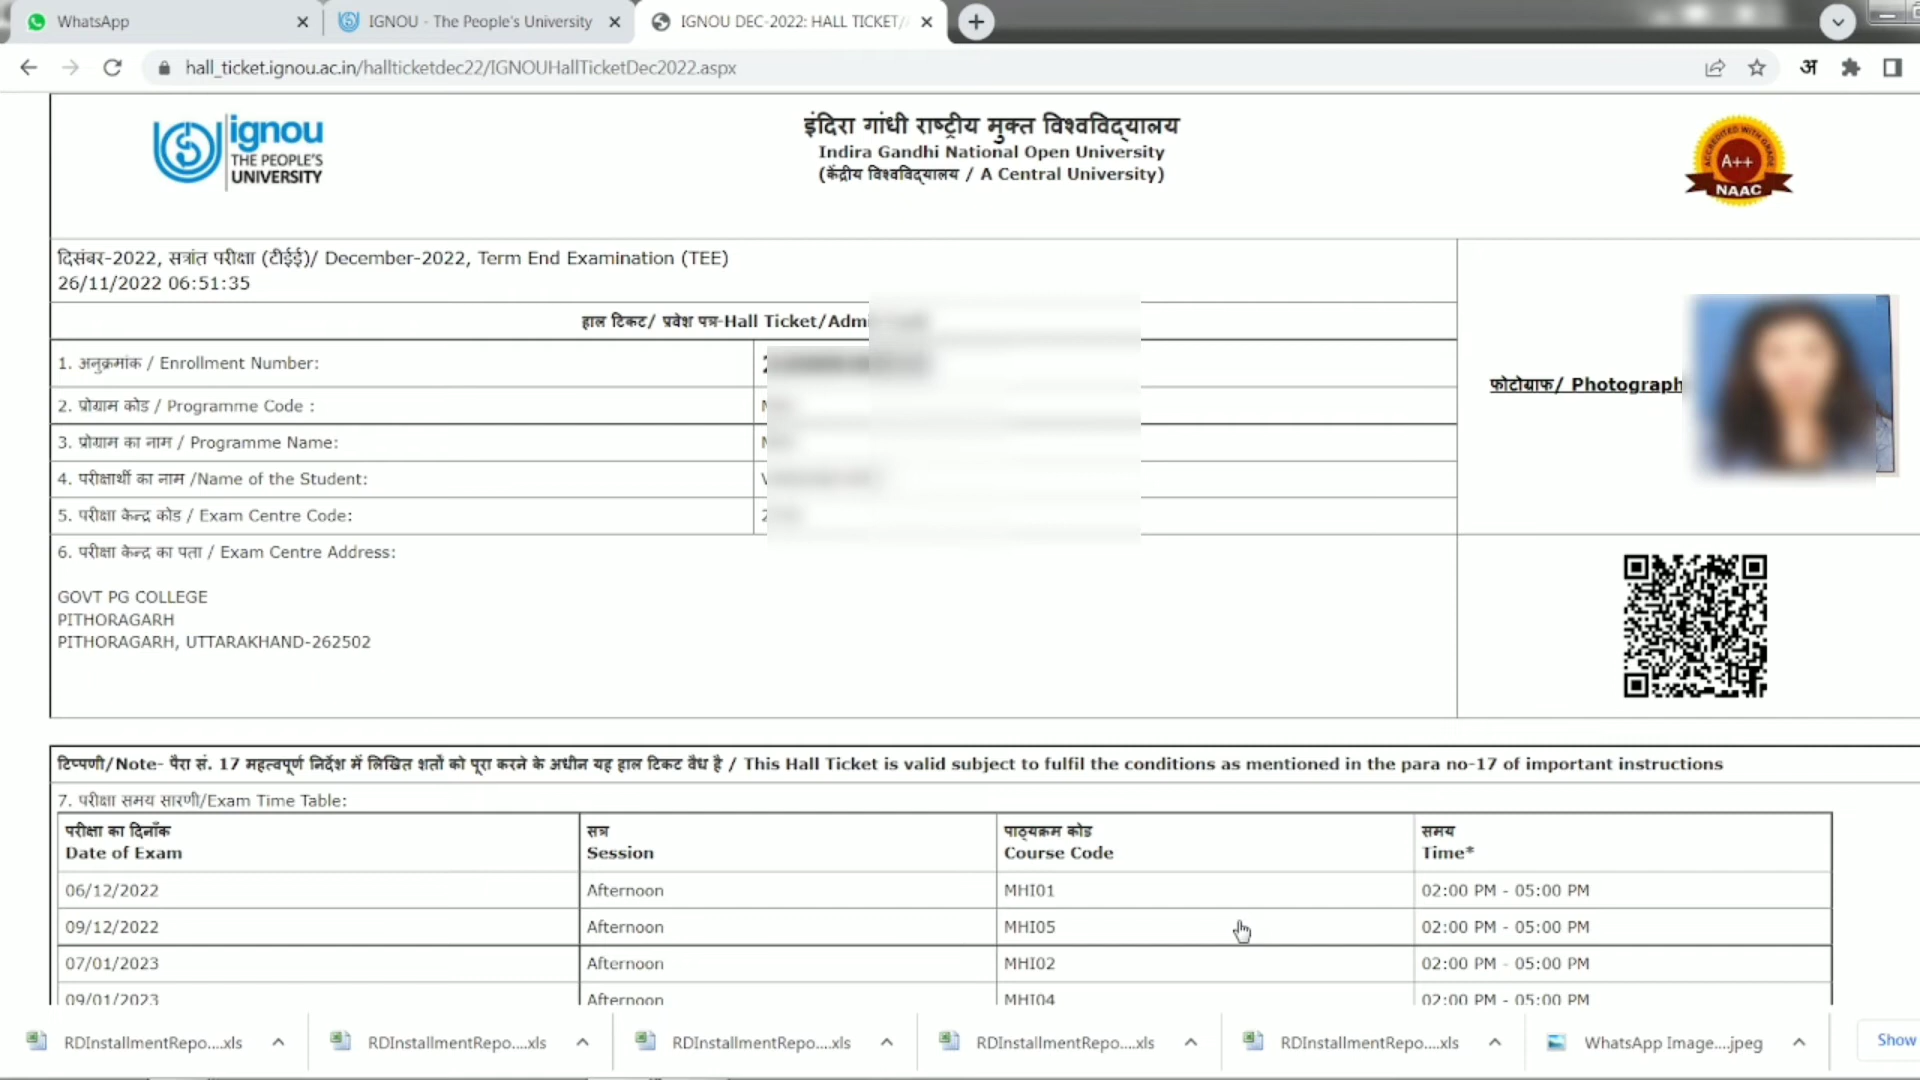 WhatsApp
IGNOU - The People's University
IGNOU DEC-2022: HALL TICKET/
hall_ticket.ignou.ac.in/hallticketdec22/IGNOUHallTicketDec2022.aspx
अ
ignou
THE PEOPLE'S
UNIVERSITY
इंदिरा गांधी राष्ट्रीय मुक्त विश्वविद्यालय
Indira Gandhi National Open University
(केंद्रीय विश्वविद्यालय / A Central University)
ACCREDITED WITH GRADE
A++
NAAC
दिसंबर-2022, सत्रांत परीक्षा (टीईई)/ December-2022, Term End Examination (TEE)
26/11/2022 06:51:35
हाल टिकट/ प्रवेश पत्र-Hall Ticket/Adm
1. अनुक्रमांक / Enrollment Number:
2. प्रोग्राम कोड / Programme Code :
3. प्रोग्राम का नाम / Programme Name:
4. परीक्षार्थी का नाम /Name of the Student:
5. परीक्षा केन्द्र कोड / Exam Centre Code:
6. परीक्षा केन्द्र का पता / Exam Centre Address:
GOVT PG COLLEGE
PITHORAGARH
PITHORAGARH, UTTARAKHAND-262502
फोटोग्राफ/ Photograph
टिप्पणी/Note- पैरा सं. 17 महत्वपूर्ण निर्देश में लिखित शर्तो को पूरा करने के अधीन यह हाल टिकट वैध है / This Hall Ticket is valid subject to fulfil the conditions as mentioned in the para no-17 of important instructions
7. परीक्षा समय सारणी/Exam Time Table:
परीक्षा का दिनाँक सत्र पाठ्यक्रम कोड समय
Date of Exam Session Course Code Time*
06/12/2022 Afternoon MHI01 02:00 PM - 05:00 PM
09/12/2022 Afternoon MHI05 02:00 PM - 05:00 PM
07/01/2023 Afternoon MHI02 02:00 PM - 05:00 PM
09/01/2023 Afternoon MHI04 02:00 PM - 05:00 PM
RDInstallmentRepo....xls RDInstallmentRepo....xls RDInstallmentRepo....xls RDInstallmentRepo....xls RDInstallmentRepo....xls WhatsApp Image....jpeg Show